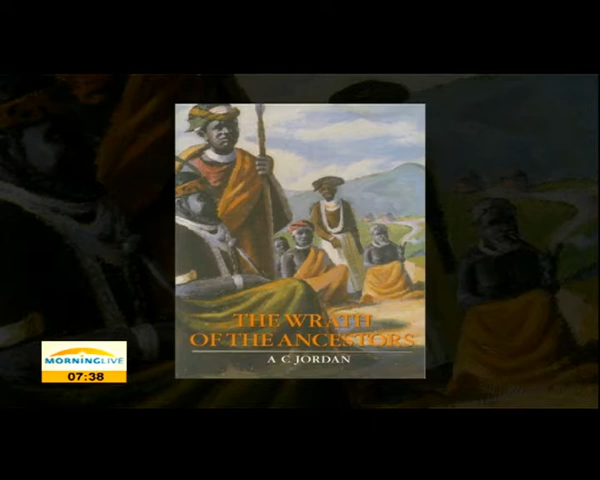 THE WRATH
OF THE ANCESTORS
A C JORDAN
MORNINGLIVE
07:38